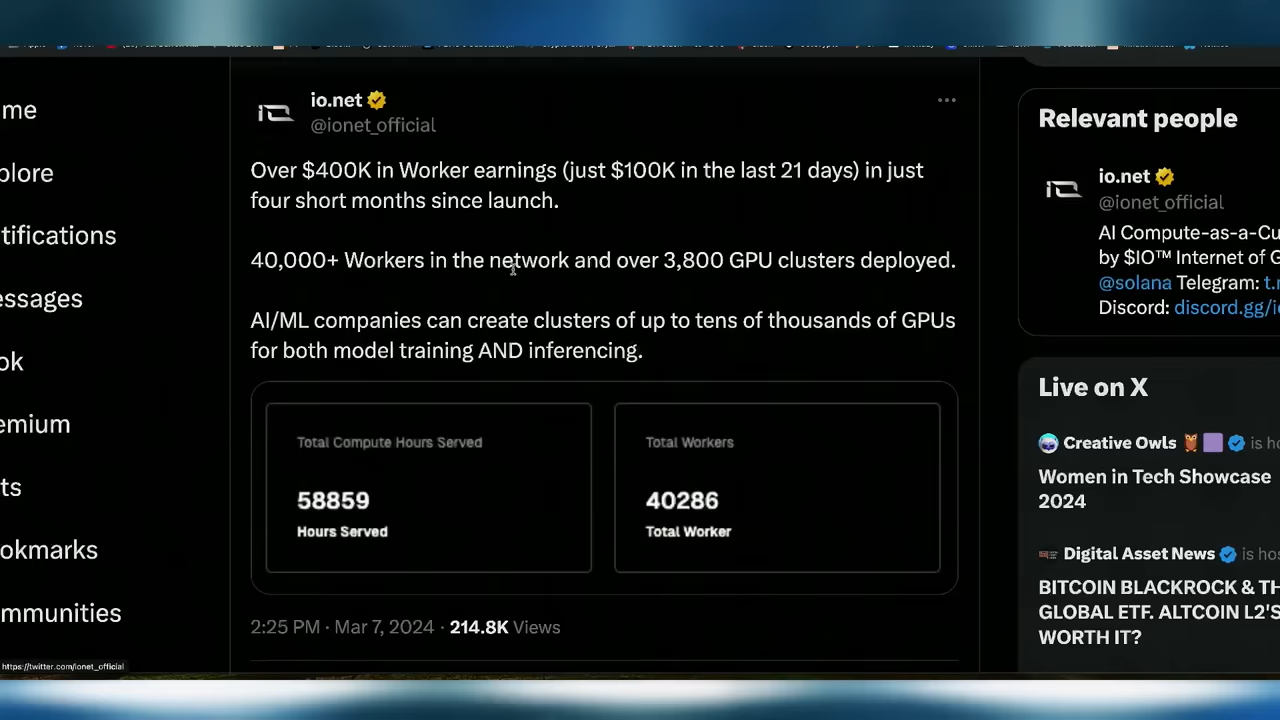 me
plore
tifications
essages
ok
emium
ts
okmarks
mmunities
https://twitter.com/ionet_official
io.net
@ionet_official
Over $400K in Worker earnings (just $100K in the last 21 days) in just
four short months since launch.
40,000+ Workers in the network and over 3,800 GPU clusters deployed.
AI/ML companies can create clusters of up to tens of thousands of GPUs
for both model training AND inferencing.
Total Compute Hours Served
58859
Hours Served
Total Workers
40286
Total Worker
2:25 PM · Mar 7, 2024 · 214.8K Views
Relevant people
io.net
@ionet_official
AI Compute-as-a-Cu
by $IO™ Internet of G
@solana Telegram: t.r
Discord: discord.gg/i
Live on X
Creative Owls is ho
Women in Tech Showcase
2024
Digital Asset News is hos
BITCOIN BLACKROCK & TH
GLOBAL ETF. ALTCOIN L2'S
WORTH IT?